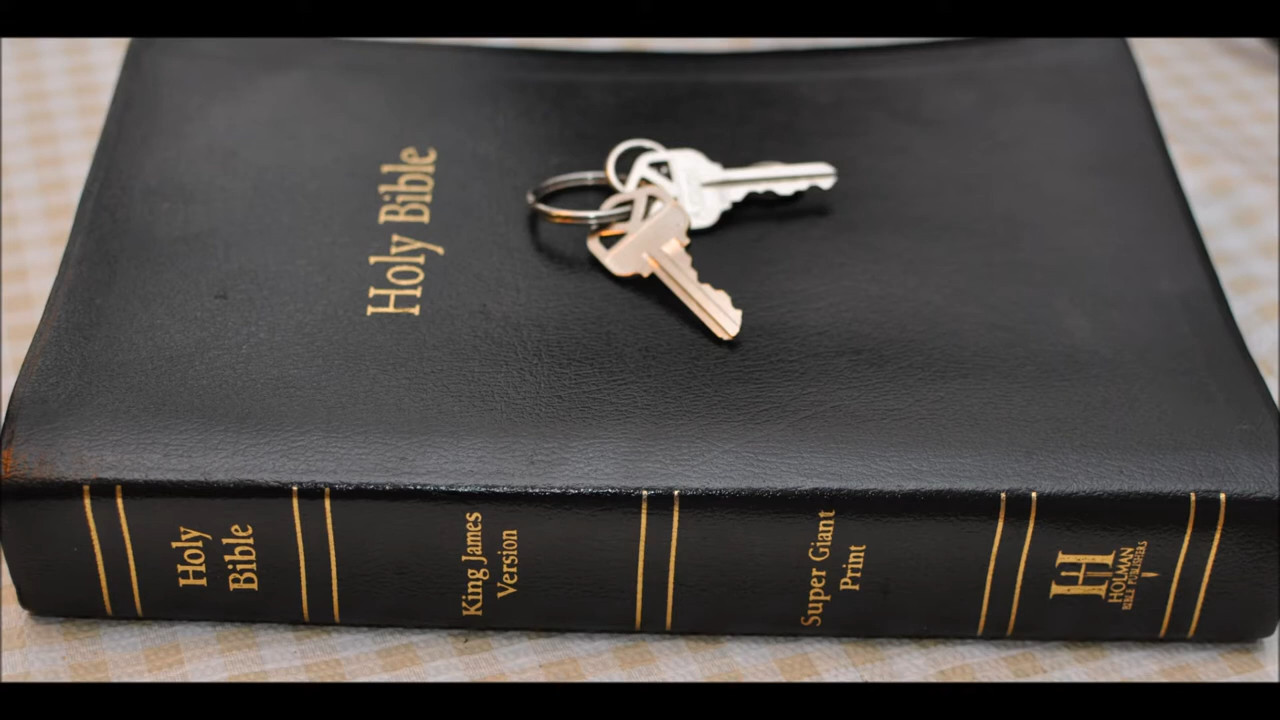 Holy Bible
Holy
Bible
King James
Version
Super Giant
Print
HOLMAN
BIBLE PUBLISHERS